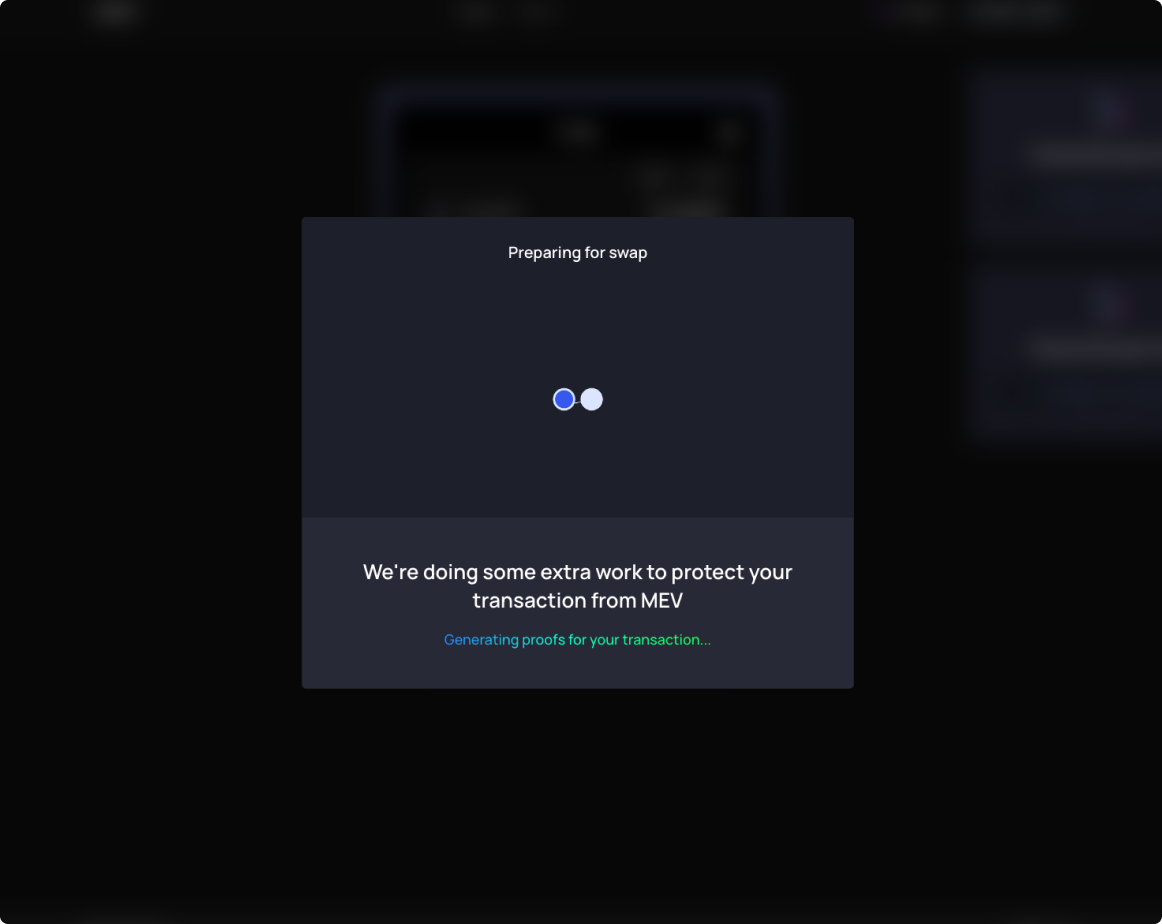 Preparing for swap
We're doing some extra work to protect your
transaction from MEV
Generating proofs for your transaction...